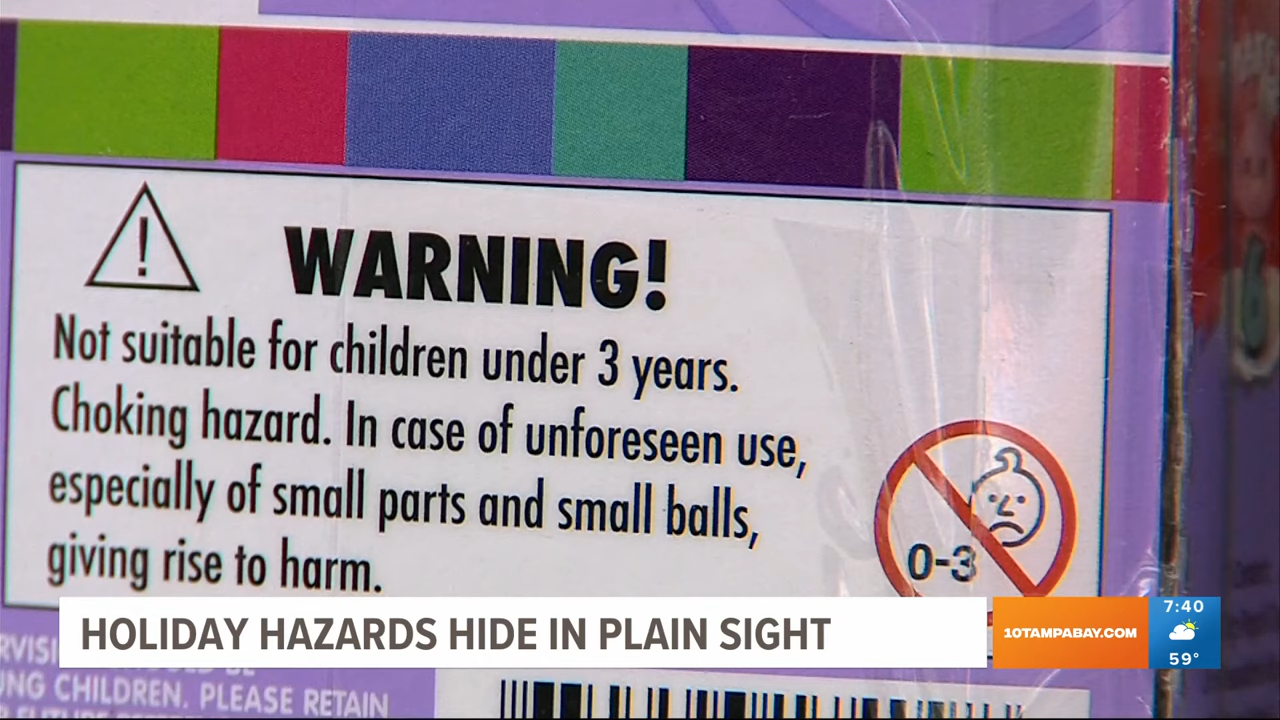 WARNING!
Not suitable for children under 3 years.
Choking hazard. In case of unforeseen use,
especially of small parts and small balls,
giving rise to harm.
0-3
HOLIDAY HAZARDS HIDE IN PLAIN SIGHT
10TAMPABAY.COM
7:40
59°
CHILDREN. PLEASE RETAIN
6